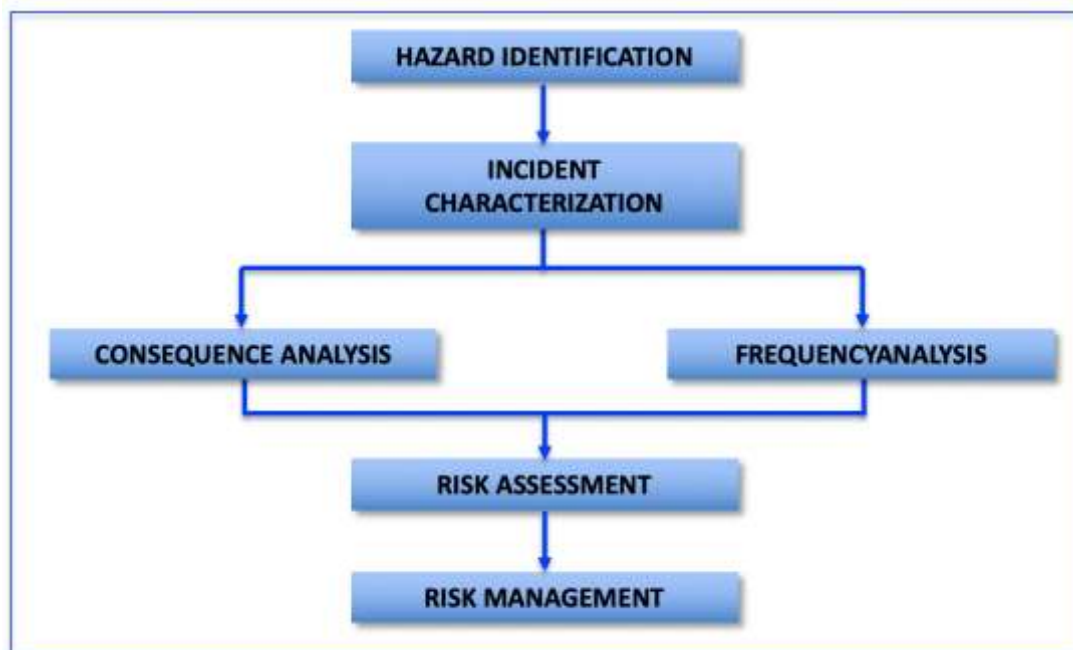 HAZARD IDENTIFICATION
INCIDENT
CHARACTERIZATION
CONSEQUENCE ANALYSIS
FREQUENCYANALYSIS
RISK ASSESSMENT
RISK MANAGEMENT